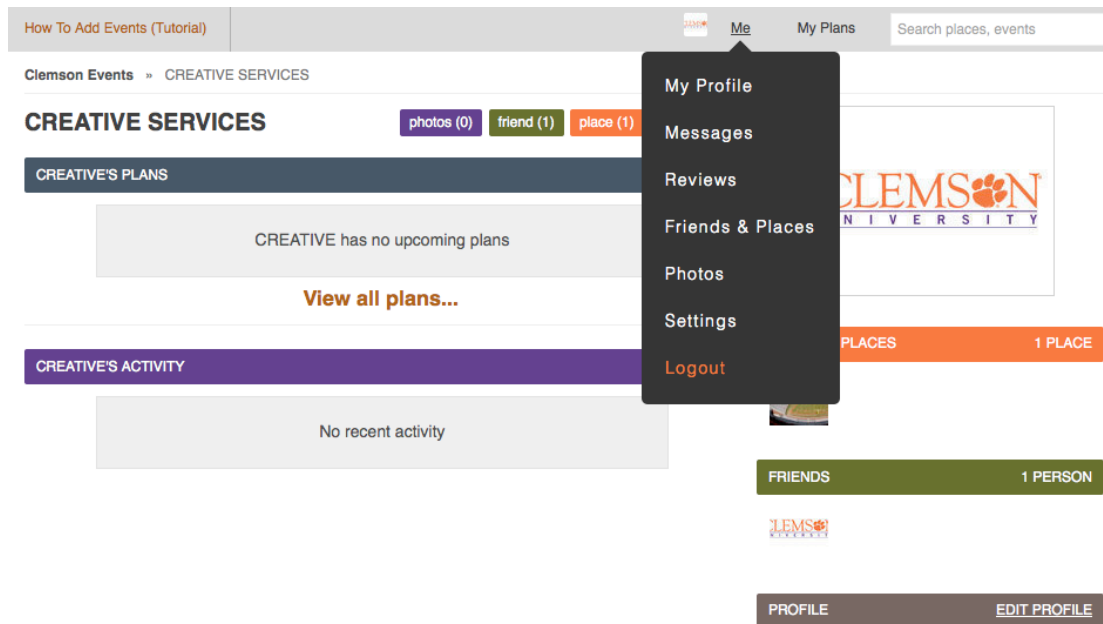 How To Add Events (Tutorial)
Me
My Plans
Search places, events
Clemson Events » CREATIVE SERVICES
CREATIVE SERVICES
photos (0)
friend (1)
place (1)
My Profile
Messages
Reviews
Friends & Places
Photos
Settings
Logout
CREATIVE'S PLANS
CREATIVE has no upcoming plans
View all plans...
CREATIVE'S ACTIVITY
No recent activity
CLEMSON
NIVERSITY
PLACES
1 PLACE
FRIENDS
1 PERSON
CLEMS
PROFILE
EDIT PROFILE